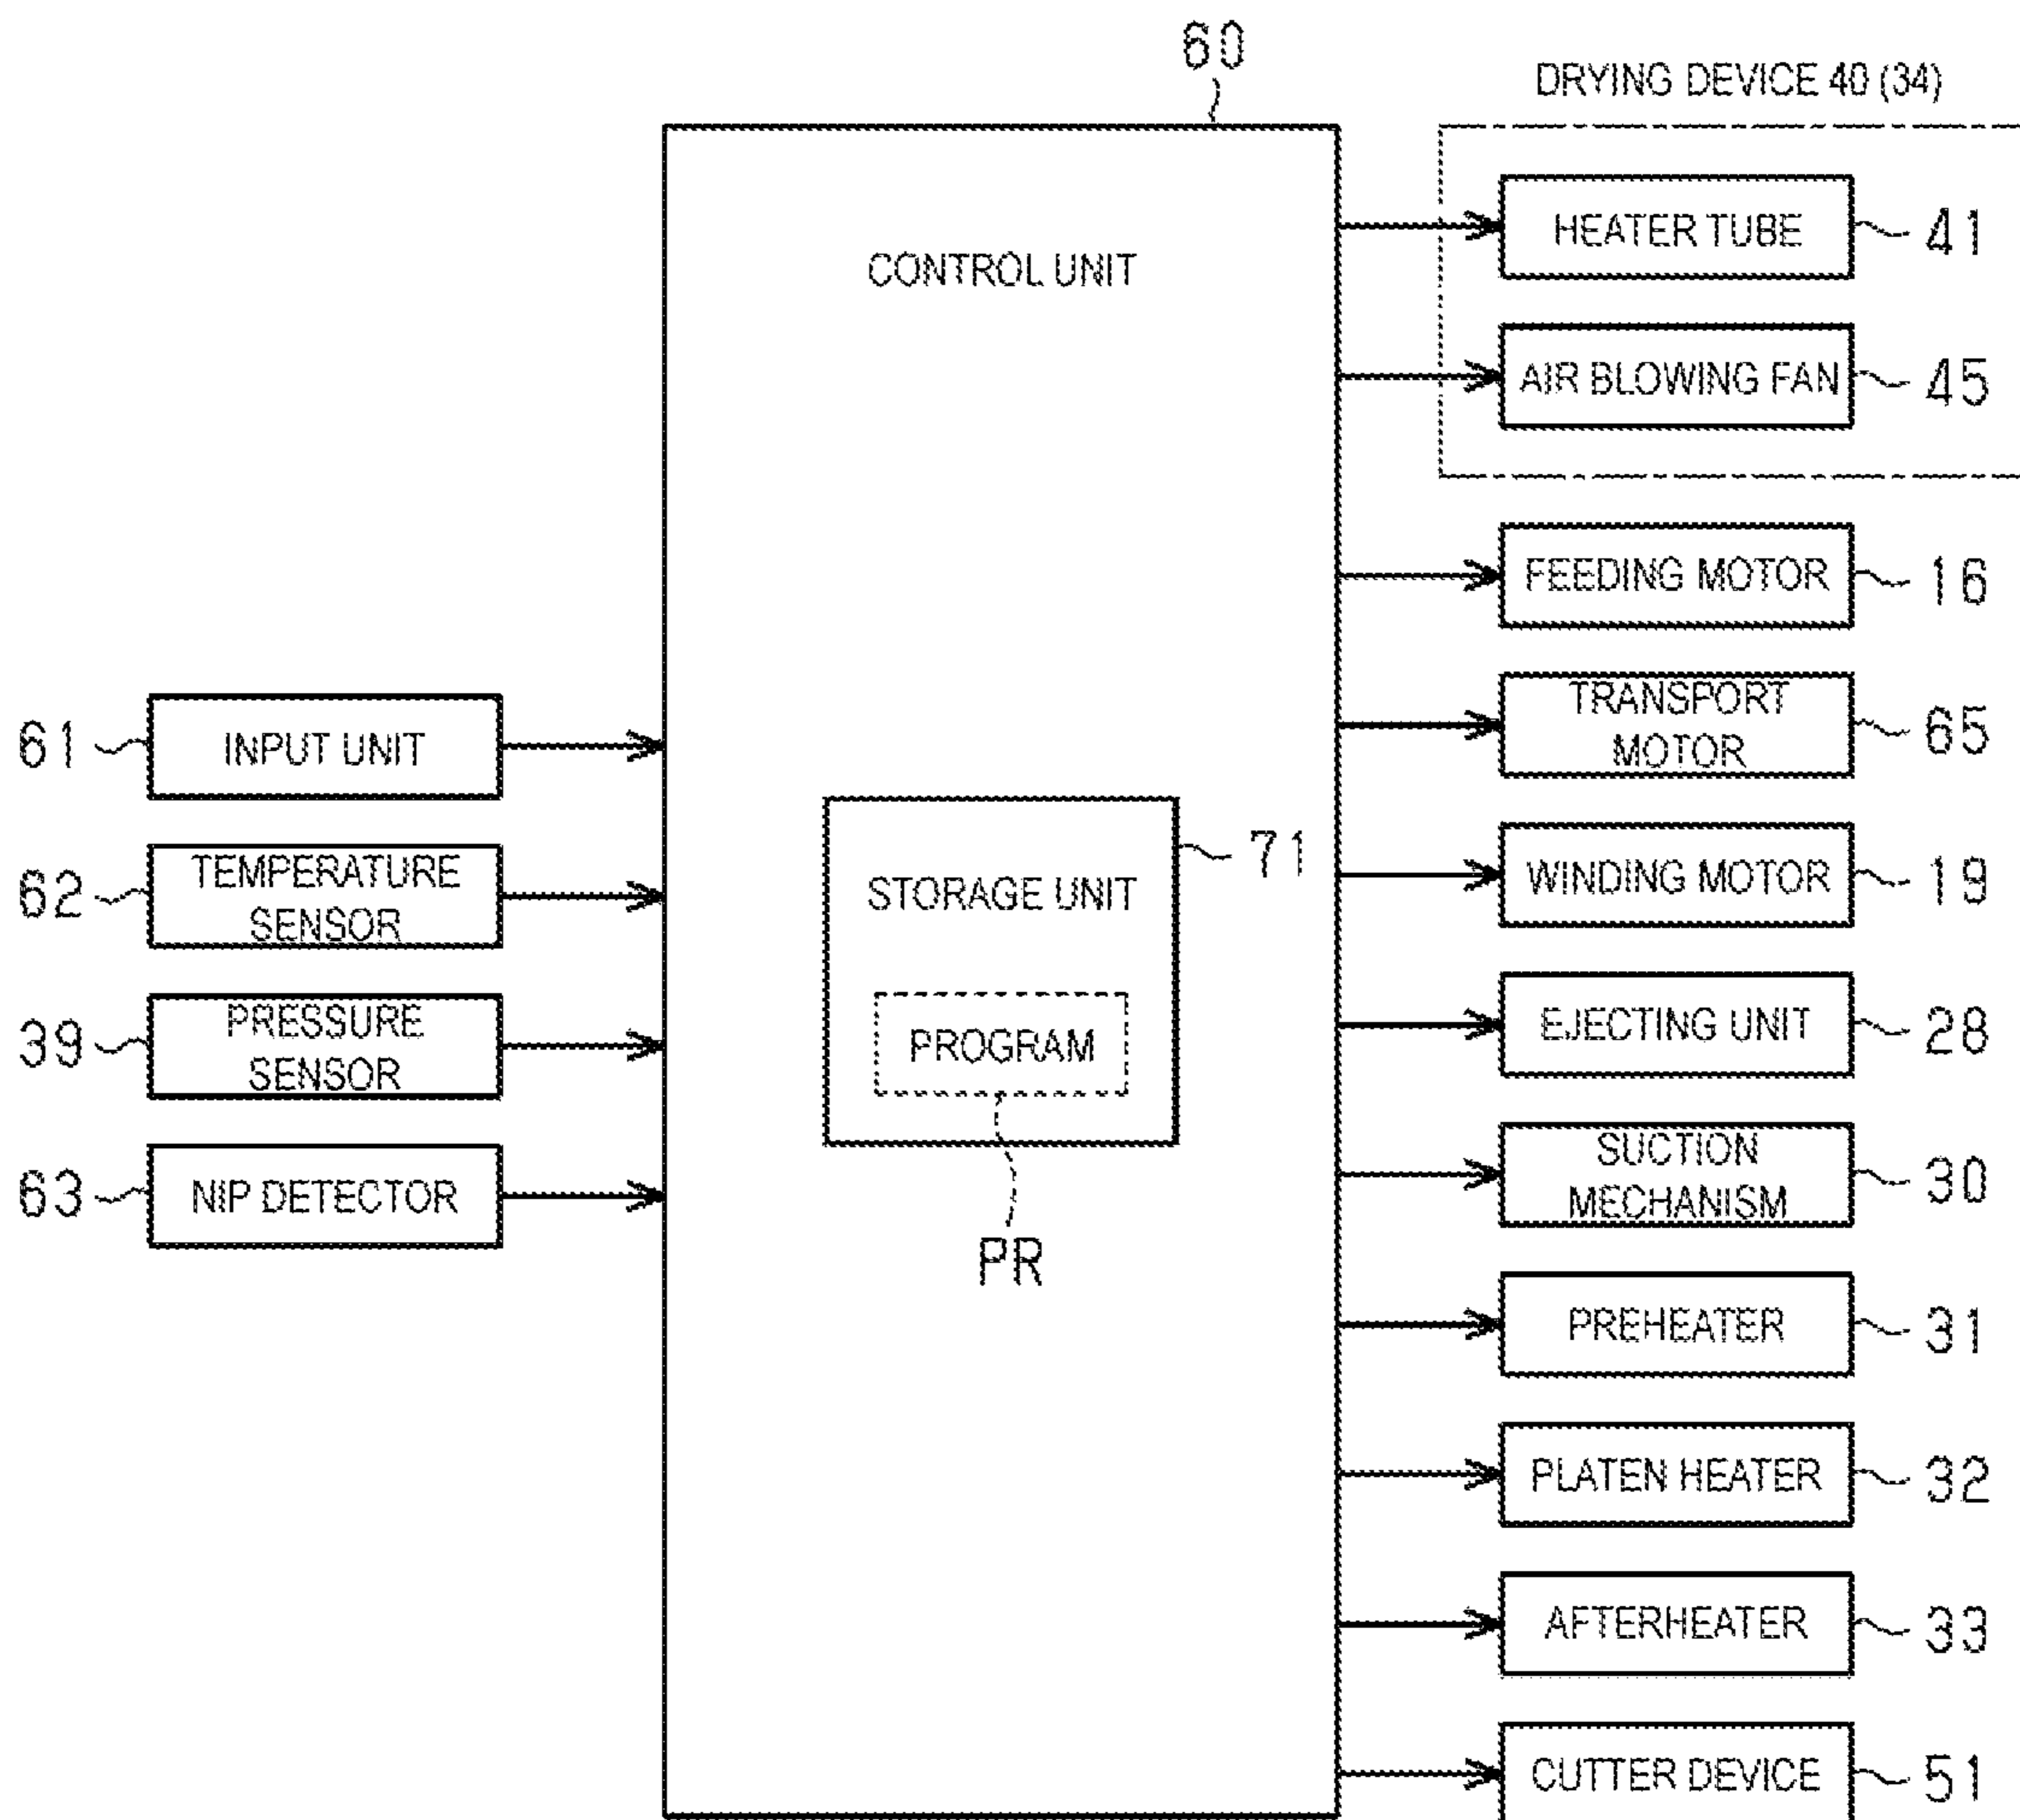 60
DRYING DEVICE 40 (34)
CONTROL UNIT
HEATER TUBE
41
AIR BLOWING FAN
45
FEEDING MOTOR
16
61
INPUT UNIT
TRANSPORT
MOTOR
65
62
TEMPERATURE
SENSOR
STORAGE UNIT
71
WINDING MOTOR
19
39
PRESSURE
SENSOR
PROGRAM
EJECTING UNIT
28
63
NIP DETECTOR
PR
SUCTION
MECHANISM
30
PREHEATER
31
PLATEN HEATER
32
AFTERHEATER
33
CUTTER DEVICE
51